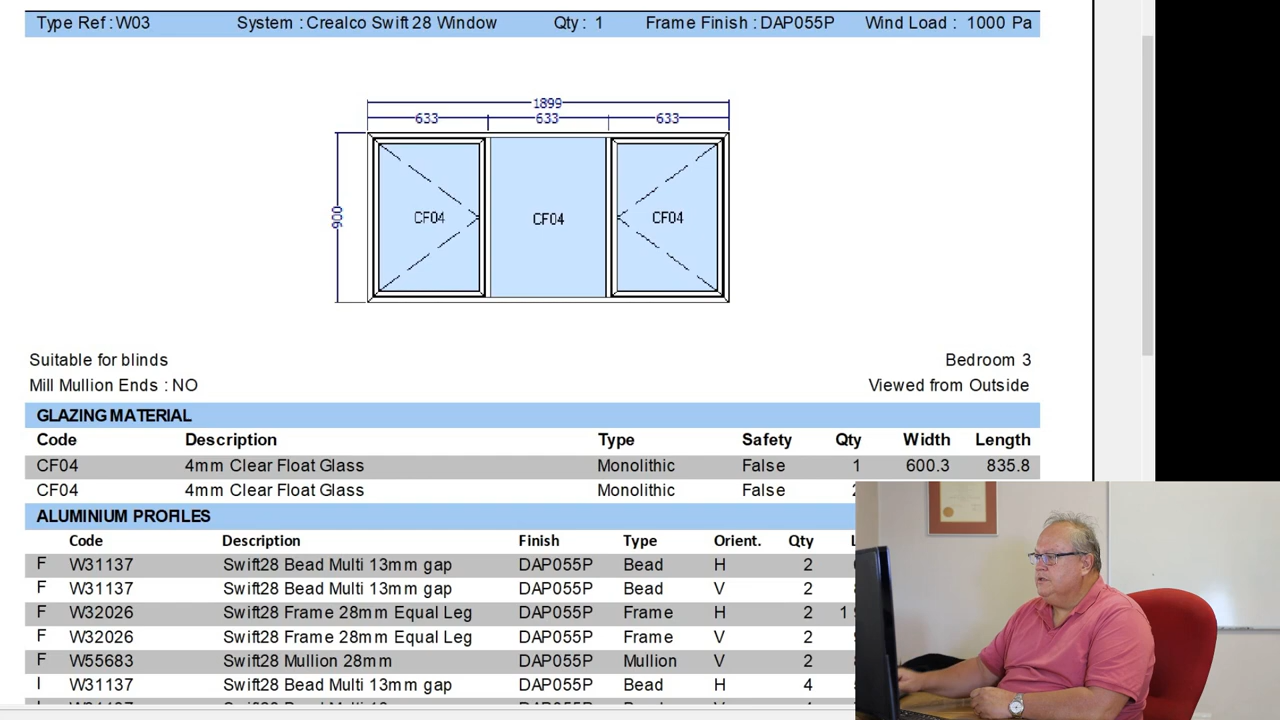 Type Ref : W03 System : Crealco Swift 28 Window Qty : 1 Frame Finish : DAP055P Wind Load : 1000 Pa
1899
633 633 633
900
CF04 CF04 CF04
Suitable for blinds Bedroom 3
Mill Mullion Ends : NO Viewed from Outside
GLAZING MATERIAL
Code Description Type Safety Qty Width Length
CF04 4mm Clear Float Glass Monolithic False 1 600.3 835.8
CF04 4mm Clear Float Glass Monolithic False
ALUMINIUM PROFILES
Code Description Finish Type Orient. Qty
F W31137 Swift28 Bead Multi 13mm gap DAP055P Bead H 2
F W31137 Swift28 Bead Multi 13mm gap DAP055P Bead V 2
F W32026 Swift28 Frame 28mm Equal Leg DAP055P Frame H 2
F W32026 Swift28 Frame 28mm Equal Leg DAP055P Frame V 2
F W55683 Swift28 Mullion 28mm DAP055P Mullion V 2
I W31137 Swift28 Bead Multi 13mm gap DAP055P Bead H 4